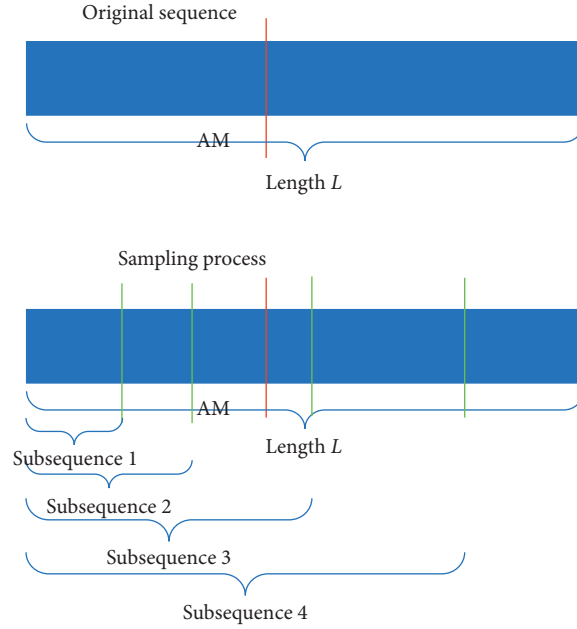 Original sequence
AM
Length L
Sampling process
AM
Length L
Subsequence 1
Subsequence 2
Subsequence 3
Subsequence 4